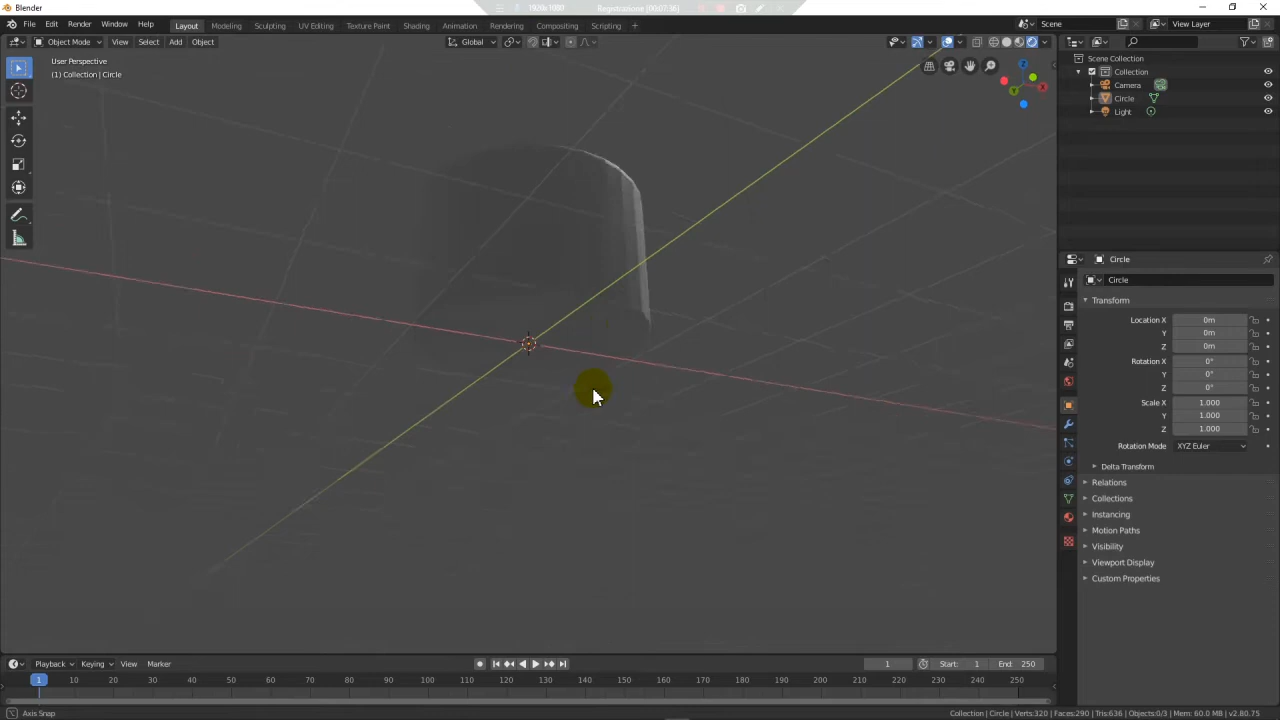 Blender
1920x1080
Registrazione [00:07:36]
File
Edit
Render
Window
Help
Layout
Modeling
Sculpting
UV Editing
Texture Paint
Shading
Animation
Rendering
Compositing
Scripting
+
Scene
View Layer
Object Mode
View
Select
Add
Object
Global
User Perspective
(1) Collection | Circle
X
Y
Z
Scene Collection
Collection
Camera
Circle
Light
Circle
Circle
Transform
Location X 0m
Y 0m
Z 0m
Rotation X 0°
Y 0°
Z 0°
Scale X 1.000
Y 1.000
Z 1.000
Rotation Mode XYZ Euler
Delta Transform
Relations
Collections
Instancing
Motion Paths
Visibility
Viewport Display
Custom Properties
Playback
Keying
View
Marker
1
Start: 1
End: 250
1 10 20 30 40 50 60 70 80 90 100 110 120 130 140 150 160 170 180 190 200 210 220 230 240 250
Axis Snap
Collection | Circle | Verts:320 | Faces:290 | Tris:636 | Objects:0/3 | Mem: 60.0 MB | v2.80.75